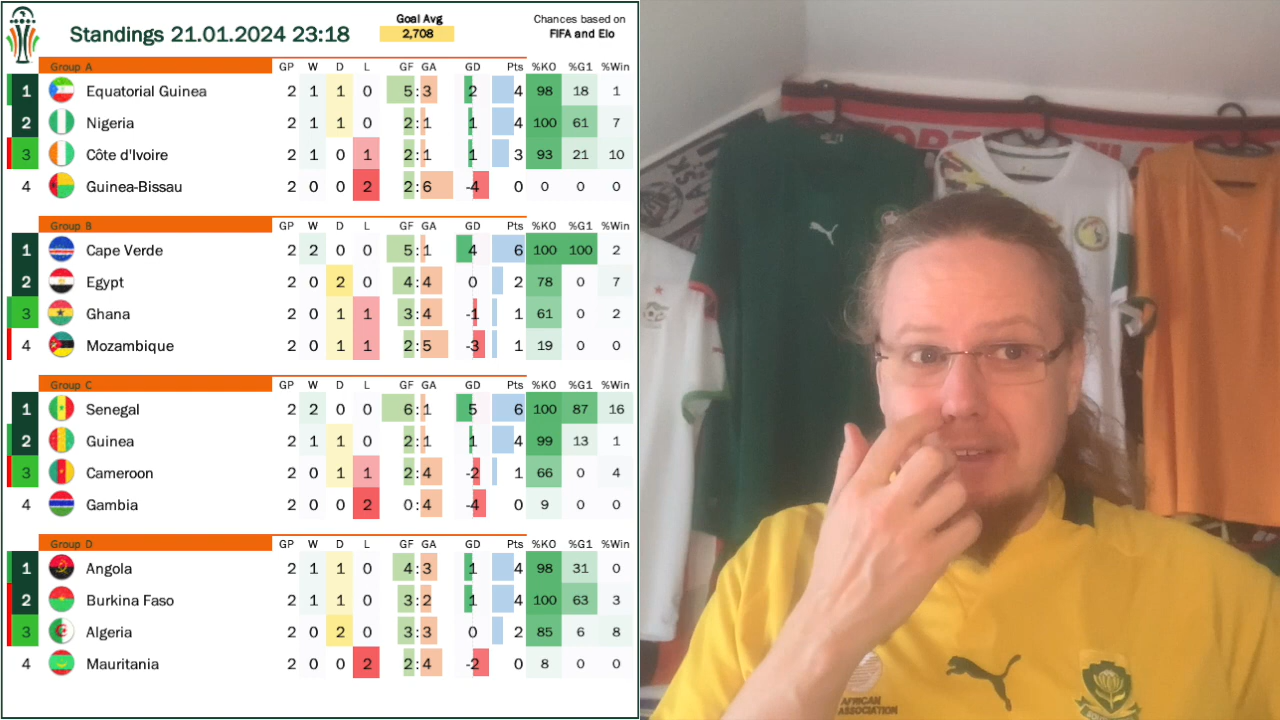 Standings 21.01.2024 23:18
Goal Avg
2,708
Chances based on
FIFA and Elo
Group A GP W D L GF GA GD Pts %KO %G1 %Win
1 Equatorial Guinea 2 1 1 0 5:3 2 4 98 18 1
2 Nigeria 2 1 1 0 2:1 1 4 100 61 7
3 Côte d'Ivoire 2 1 0 1 2:1 1 3 93 21 10
4 Guinea-Bissau 2 0 0 2 2:6 -4 0 0 0 0
Group B GP W D L GF GA GD Pts %KO %G1 %Win
1 Cape Verde 2 2 0 0 5:1 4 6 100 100 2
2 Egypt 2 0 2 0 4:4 0 2 78 0 7
3 Ghana 2 0 1 1 3:4 -1 1 61 0 2
4 Mozambique 2 0 1 1 2:5 -3 1 19 0 0
Group C GP W D L GF GA GD Pts %KO %G1 %Win
1 Senegal 2 2 0 0 6:1 5 6 100 87 16
2 Guinea 2 1 1 0 2:1 1 4 99 13 1
3 Cameroon 2 0 1 1 2:4 -2 1 66 0 4
4 Gambia 2 0 0 2 0:4 -4 0 9 0 0
Group D GP W D L GF GA GD Pts %KO %G1 %Win
1 Angola 2 1 1 0 4:3 1 4 98 31 0
2 Burkina Faso 2 1 1 0 3:2 1 4 100 63 3
3 Algeria 2 0 2 0 3:3 0 2 85 6 8
4 Mauritania 2 0 0 2 2:4 -2 0 8 0 0
AFRICAN
ASSOCIATION